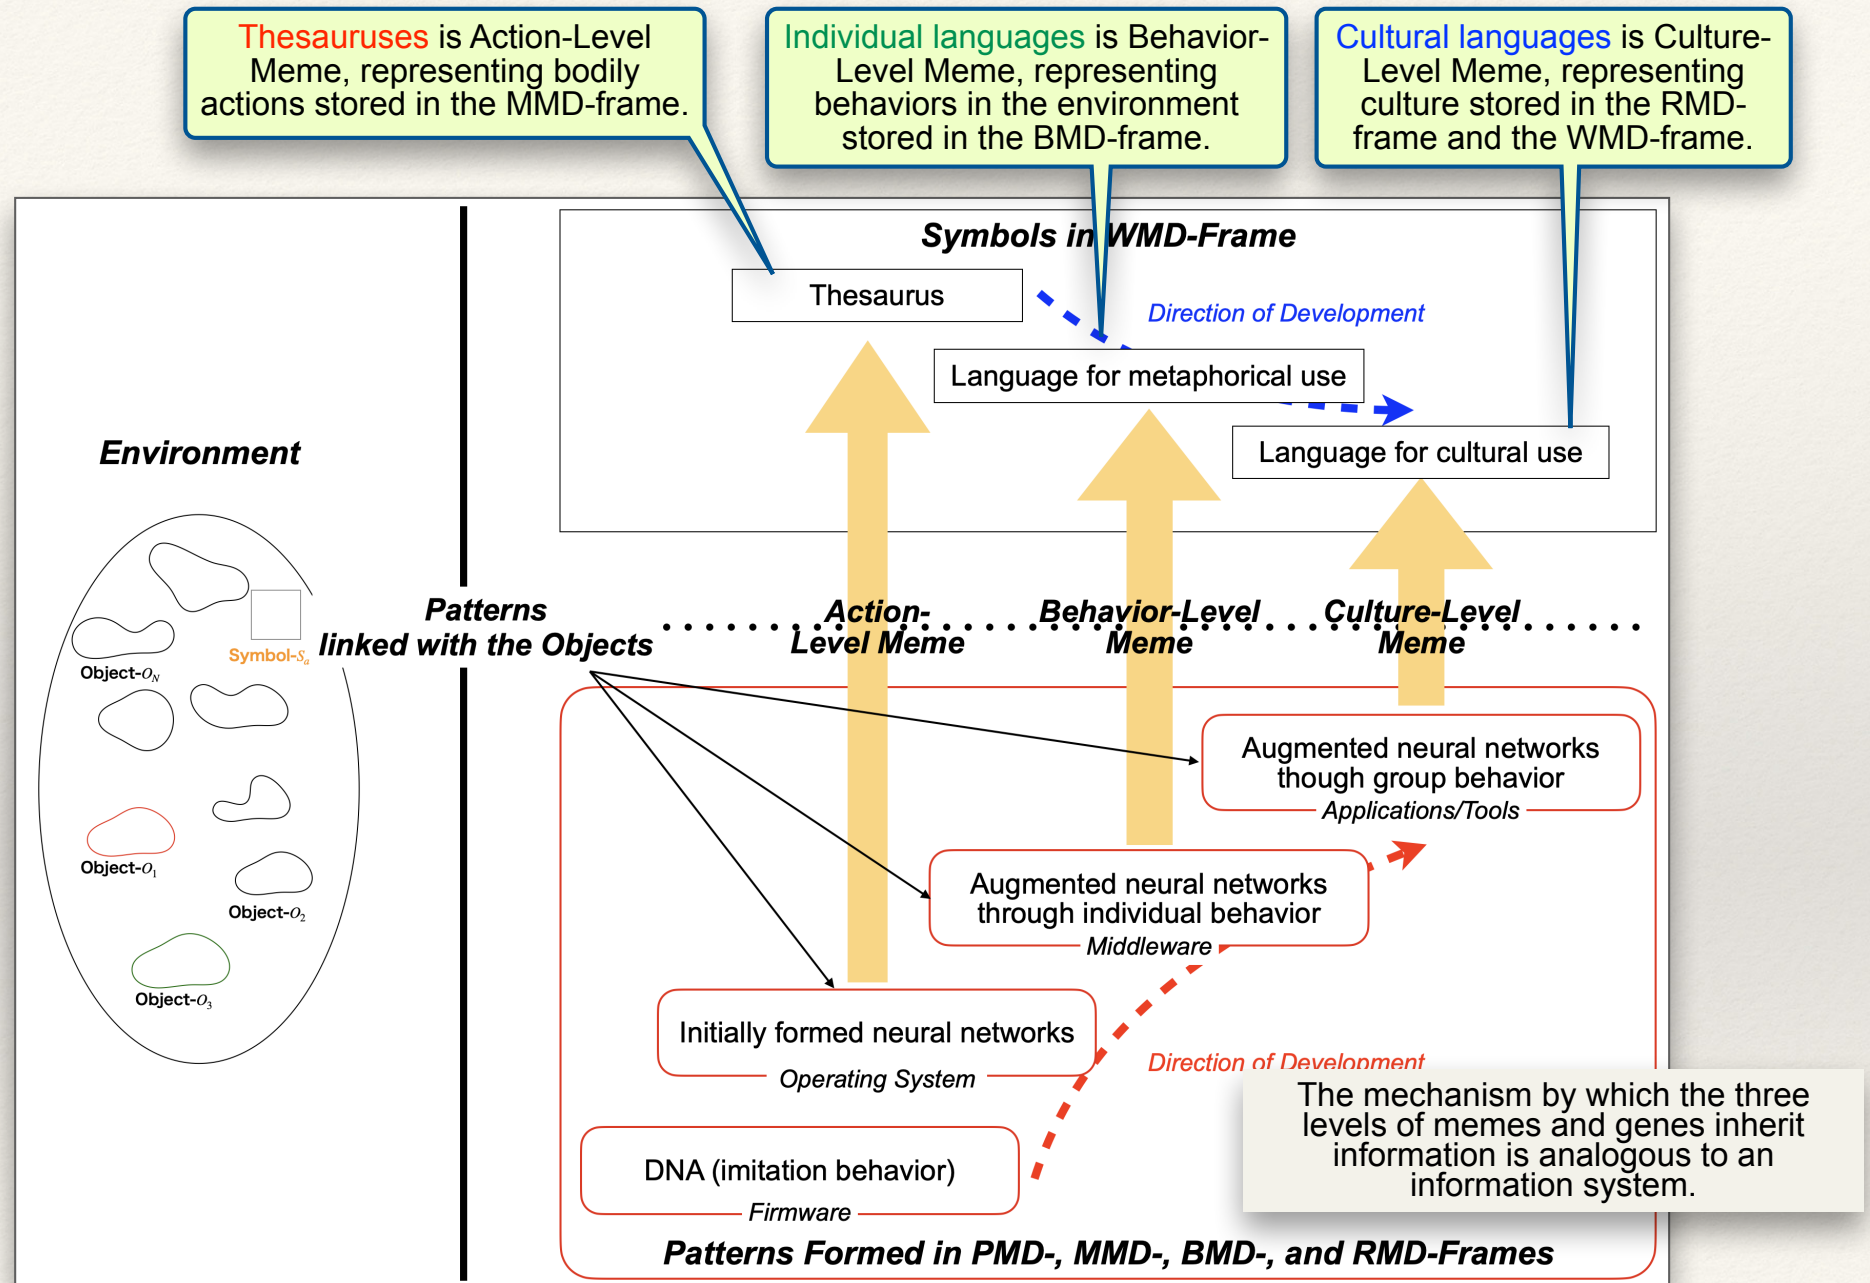 Thesauruses is Action-Level
Meme, representing bodily
actions stored in the MMD-frame.
Individual languages is Behavior-
Level Meme, representing
behaviors in the environment
stored in the BMD-frame.
Cultural languages is Culture-
Level Meme, representing
culture stored in the RMD-
frame and the WMD-frame.
Symbols in WMD-Frame
Thesaurus
Direction of Development
Language for metaphorical use
Language for cultural use
Environment
Symbol-Sa
Object-ON
Object-O1
Object-O2
Object-O3
Patterns
linked with the Objects
Action-
Level Meme
Behavior-Level
Meme
Culture-Level
Meme
Augmented neural networks
though group behavior
Applications/Tools
Augmented neural networks
through individual behavior
Middleware
Initially formed neural networks
Operating System
Direction of Development
DNA (imitation behavior)
Firmware
The mechanism by which the three
levels of memes and genes inherit
information is analogous to an
information system.
Patterns Formed in PMD-, MMD-, BMD-, and RMD-Frames